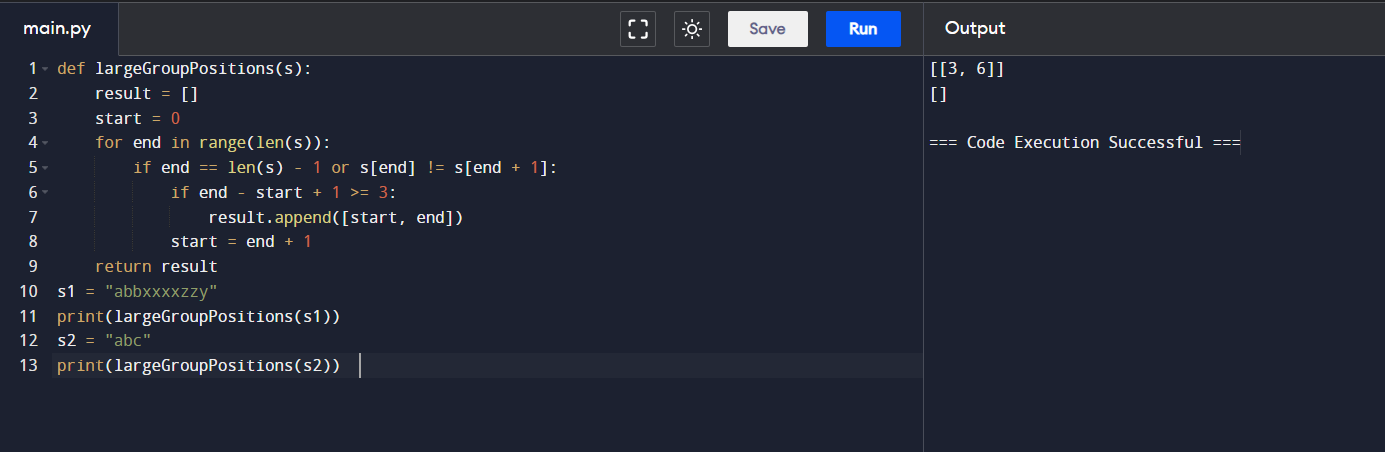 main.py
Save
Run
Output
1 def largeGroupPositions(s):
2     result = []
3     start = 0
4     for end in range(len(s)):
5         if end == len(s) - 1 or s[end] != s[end + 1]:
6             if end - start + 1 >= 3:
7                 result.append([start, end])
8             start = end + 1
9     return result
10 s1 = "abbxxxxzzy"
11 print(largeGroupPositions(s1))
12 s2 = "abc"
13 print(largeGroupPositions(s2))
[[3, 6]]
[]
=== Code Execution Successful ===